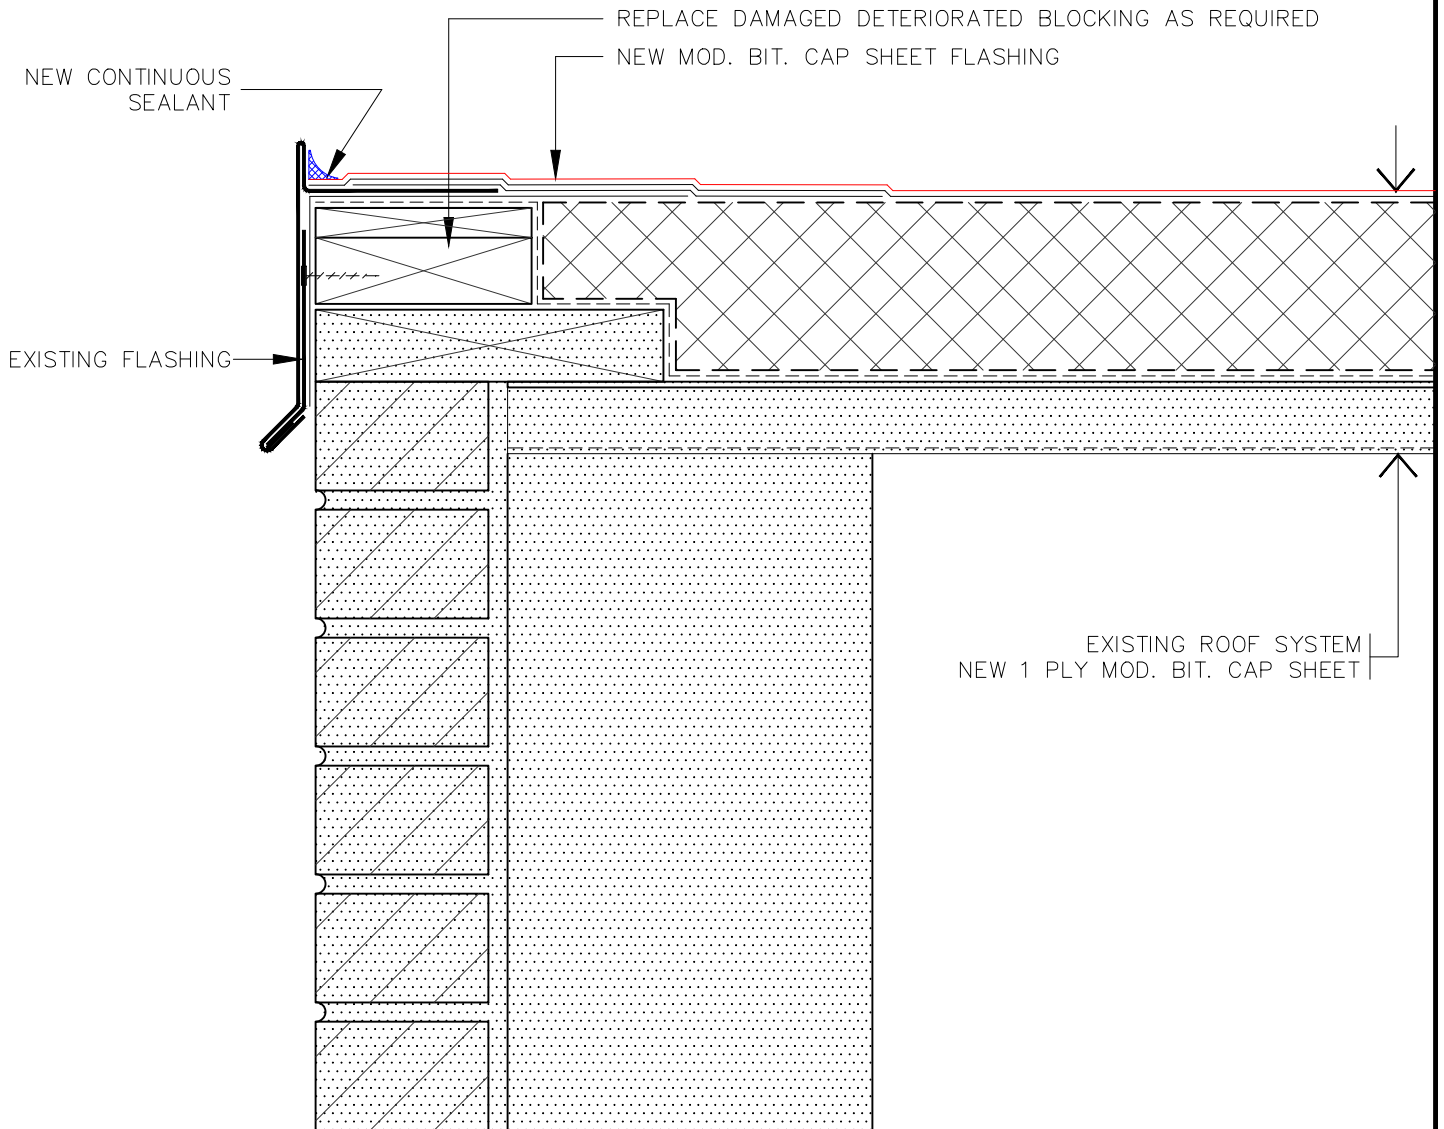 REPLACE DAMAGED DETERIORATED BLOCKING AS REQUIRED
NEW MOD. BIT. CAP SHEET FLASHING
NEW CONTINUOUS
SEALANT
EXISTING FLASHING
EXISTING ROOF SYSTEM
NEW 1 PLY MOD. BIT. CAP SHEET